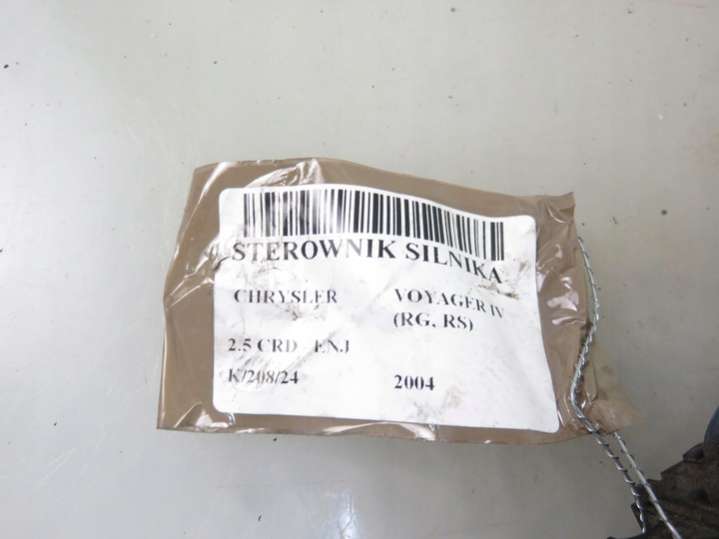 STEROWNIK SILNIKA
CHRYSLER VOYAGER IV
(RG, RS)
2.5 CRD ENJ
K/208/24 2004